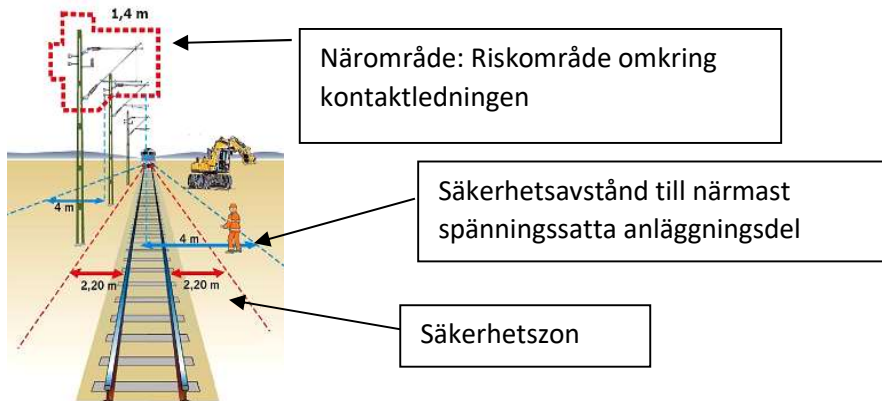 1,4 m
Närområde: Riskområde omkring
kontaktledningen
Säkerhetsavstånd till närmast
spänningssatta anläggningsdel
4 m
4 m
2,20 m
2,20 m
Säkerhetszon